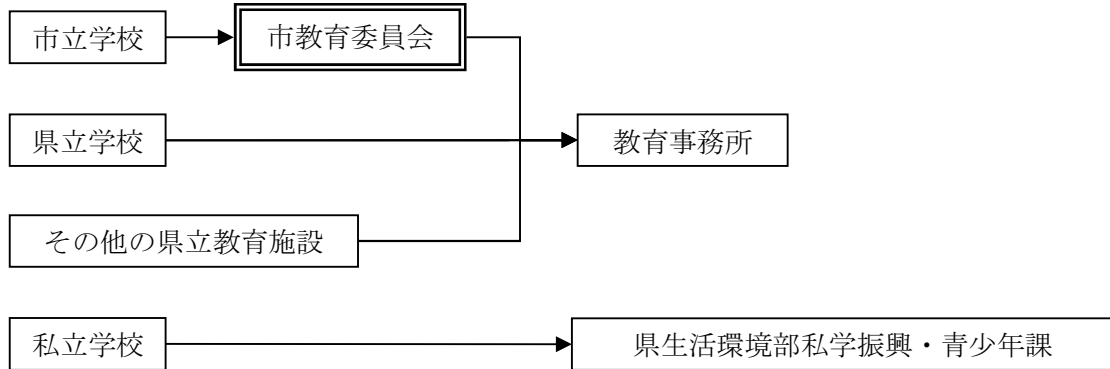 市立学校
市教育委員会
県立学校
教育事務所
その他の県立教育施設
私立学校
県生活環境部私学振興・青少年課